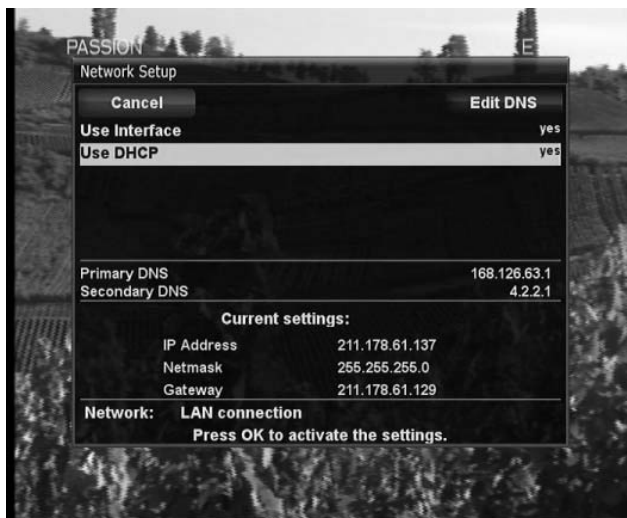 PASSION E
Network Setup
Cancel Edit DNS
Use Interface yes
Use DHCP yes
Primary DNS 168.126.63.1
Secondary DNS 4.2.2.1
Current settings:
IP Address 211.178.61.137
Netmask 255.255.255.0
Gateway 211.178.61.129
Network: LAN connection
Press OK to activate the settings.